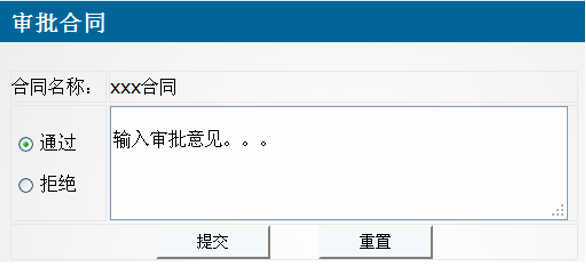 审批合同
合同名称： xxx合同
通过
输入审批意见。。。
拒绝
提交 重置